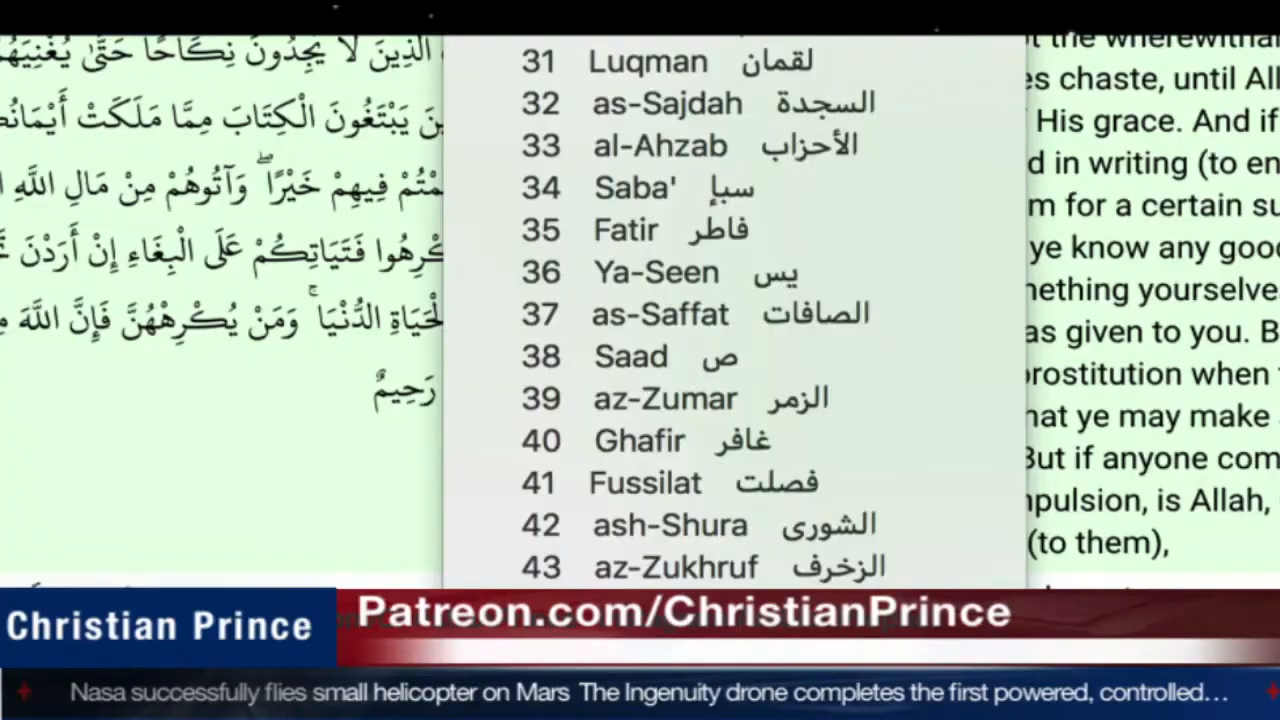 الَّذِينَ لَا يَجِدُونَ نِكَاحًا حَتَّىٰ
يَبْتَغُونَ الْكِتَابَ مِمَّا مَلَكَتْ
فِيهِمْ خَيْرًا ۖ وَآتُوهُمْ مِنْ مَالِ اللَّهِ
فَتَيَاتِكُمْ عَلَى الْبِغَاءِ إِنْ أَرَدْنَ
الدُّنْيَا ۚ وَمَنْ يُكْرِهْهُنَّ فَإِنَّ اللَّهَ
رَحِيمٌ
31 Luqman لقمان
32 as-Sajdah السجدة
33 al-Ahzab الأحزاب
34 Saba' سبإ
35 Fatir فاطر
36 Ya-Seen يس
37 as-Saffat الصافات
38 Saad ص
39 az-Zumar الزمر
40 Ghafir غافر
41 Fussilat فصلت
42 ash-Shura الشورى
43 az-Zukhruf الزخرف
the wherewithal
es chaste, until All
His grace. And if
d in writing (to en
m for a certain su
ye know any good
nething yourselve
as given to you. B
prostitution when
hat ye may make
But if anyone com
npulsion, is Allah,
(to them),
Christian Prince
Patreon.com/ChristianPrince
Nasa successfully flies small helicopter on Mars The Ingenuity drone completes the first powered, controlled...